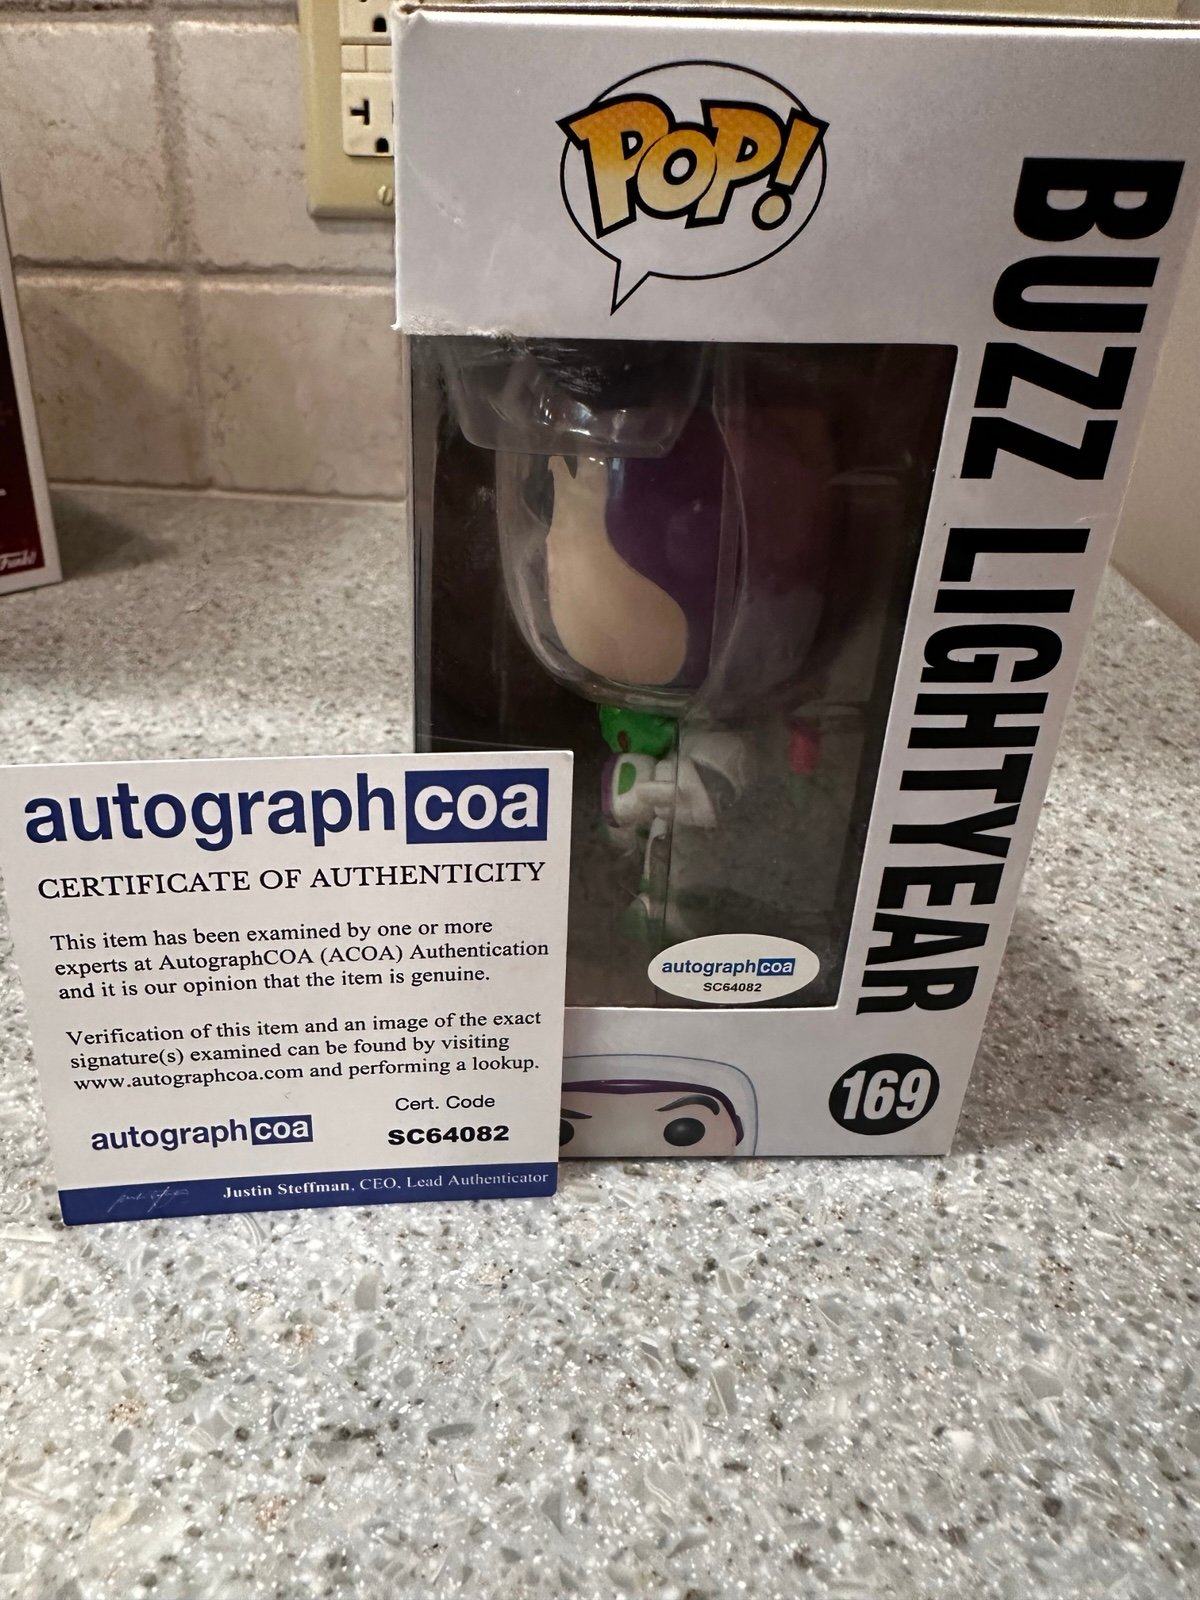 POP!
BUZZ LIGHTYEAR
autograph coa
SC64082
169
autograph coa
CERTIFICATE OF AUTHENTICITY
This item has been examined by one or more
experts at AutographCOA (ACOA) Authentication
and it is our opinion that the item is genuine.
Verification of this item and an image of the exact
signature(s) examined can be found by visiting
www.autographcoa.com and performing a lookup.
Cert. Code
autograph coa
SC64082
Justin Steffman, CEO, Lead Authenticator
Funko